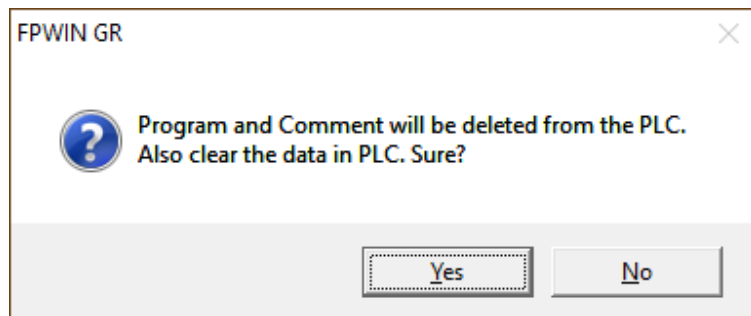 FPWIN GR
Program and Comment will be deleted from the PLC.
Also clear the data in PLC. Sure?
Yes
No